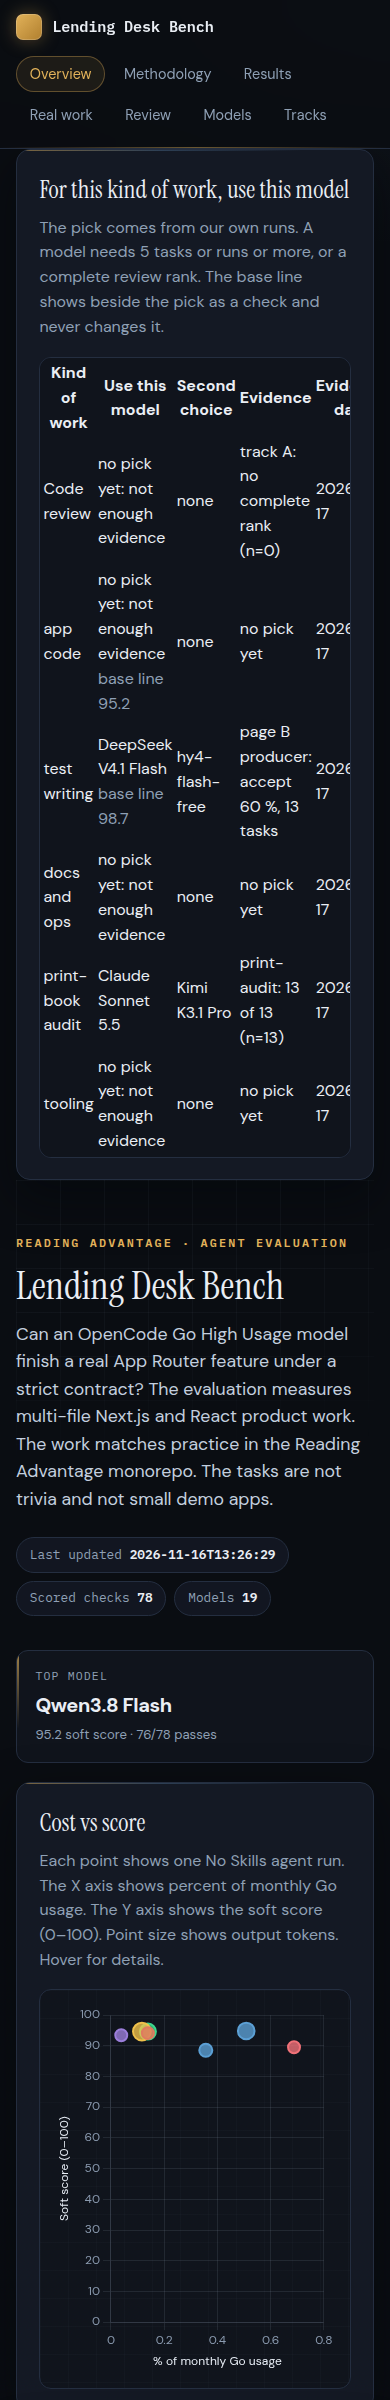 Lending Desk Bench
Overview Methodology Results
Real work Review Models Tracks
For this kind of work, use this model
The pick comes from our own runs. A
model needs 5 tasks or runs or more, or a
complete review rank. The base line
shows beside the pick as a check and
never changes it.
Kind of work Use this model Second choice Evidence
Code review no pick yet: not enough evidence none track A: no complete rank (n=0) 17
app code no pick yet: not enough evidence base line 95.2 none no pick yet 17
test writing DeepSeek V4.1 Flash base line 98.7 hy4-flash-free page B producer: accept 60 %, 13 tasks 17
docs and ops no pick yet: not enough evidence none no pick yet 17
print-book audit Claude Sonnet 5.5 Kimi K3.1 Pro print-audit: 13 of 13 (n=13) 17
tooling no pick yet: not enough evidence none no pick yet 17
READING ADVANTAGE · AGENT EVALUATION
Lending Desk Bench
Can an OpenCode Go High Usage model
finish a real App Router feature under a
strict contract? The evaluation measures
multi-file Next.js and React product work.
The work matches practice in the Reading
Advantage monorepo. The tasks are not
trivia and not small demo apps.
Last updated 2026-11-16T13:26:29
Scored checks 78 Models 19
TOP MODEL
Qwen3.8 Flash
95.2 soft score · 76/78 passes
Cost vs score
Each point shows one No Skills agent run.
The X axis shows percent of monthly Go
usage. The Y axis shows the soft score
(0–100). Point size shows output tokens.
Hover for details.
100
90
80
70
60
50
40
30
20
10
0
Soft score (0–100)
0 0.2 0.4 0.6 0.8
% of monthly Go usage